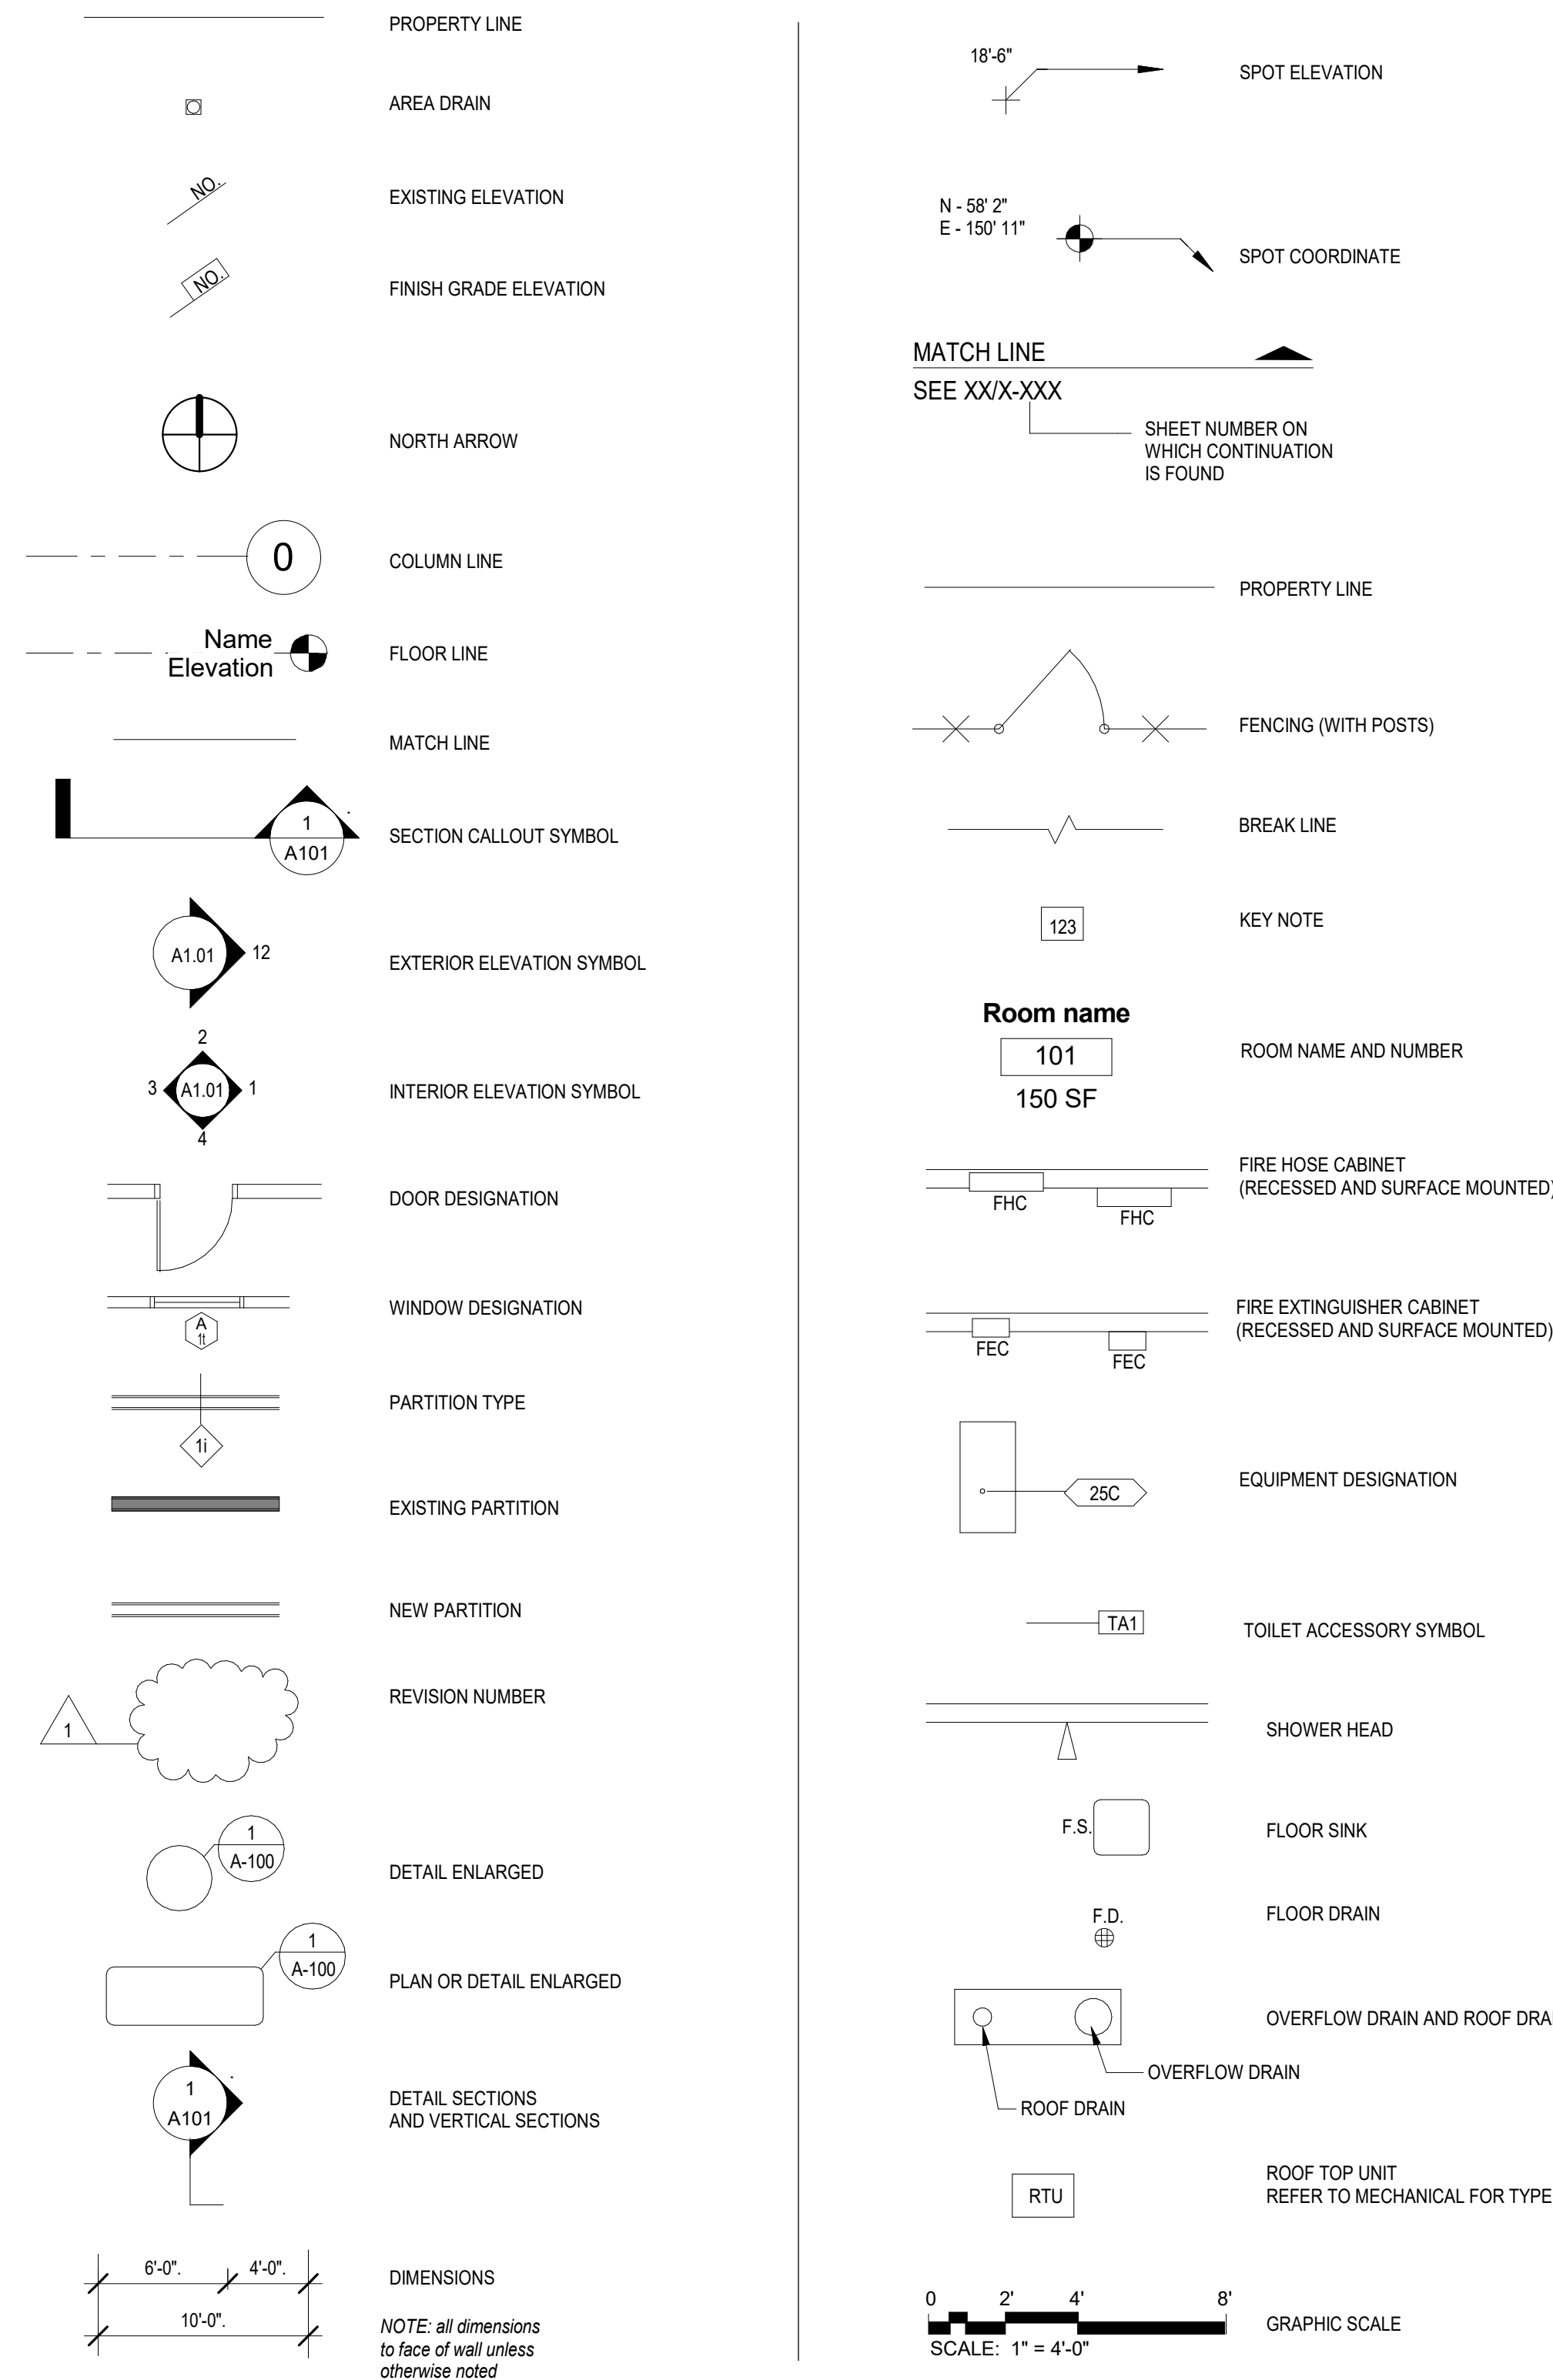 PROPERTY LINE
AREA DRAIN
NO.
EXISTING ELEVATION
NO.
FINISH GRADE ELEVATION
NORTH ARROW
0
COLUMN LINE
Name
Elevation
FLOOR LINE
MATCH LINE
1
A101
SECTION CALLOUT SYMBOL
A1.01
12
EXTERIOR ELEVATION SYMBOL
2
3
A1.01
1
4
INTERIOR ELEVATION SYMBOL
DOOR DESIGNATION
WINDOW DESIGNATION
A
1t
PARTITION TYPE
1i
EXISTING PARTITION
NEW PARTITION
REVISION NUMBER
1
1
A-100
DETAIL ENLARGED
1
A-100
PLAN OR DETAIL ENLARGED
1
A101
DETAIL SECTIONS
AND VERTICAL SECTIONS
6'-0".
4'-0".
DIMENSIONS
10'-0".
NOTE: all dimensions
to face of wall unless
otherwise noted
18'-6"
SPOT ELEVATION
N - 58' 2"
E - 150' 11"
SPOT COORDINATE
MATCH LINE
SEE XX/X-XXX
SHEET NUMBER ON
WHICH CONTINUATION
IS FOUND
PROPERTY LINE
FENCING (WITH POSTS)
BREAK LINE
123
KEY NOTE
Room name
101
150 SF
ROOM NAME AND NUMBER
FIRE HOSE CABINET
(RECESSED AND SURFACE MOUNTED)
FHC
FHC
FIRE EXTINGUISHER CABINET
(RECESSED AND SURFACE MOUNTED)
FEC
FEC
25C
EQUIPMENT DESIGNATION
TA1
TOILET ACCESSORY SYMBOL
SHOWER HEAD
F.S.
FLOOR SINK
F.D.
FLOOR DRAIN
OVERFLOW DRAIN AND ROOF DRA
OVERFLOW DRAIN
ROOF DRAIN
RTU
ROOF TOP UNIT
REFER TO MECHANICAL FOR TYPE
0 2' 4' 8'
GRAPHIC SCALE
SCALE: 1" = 4'-0"